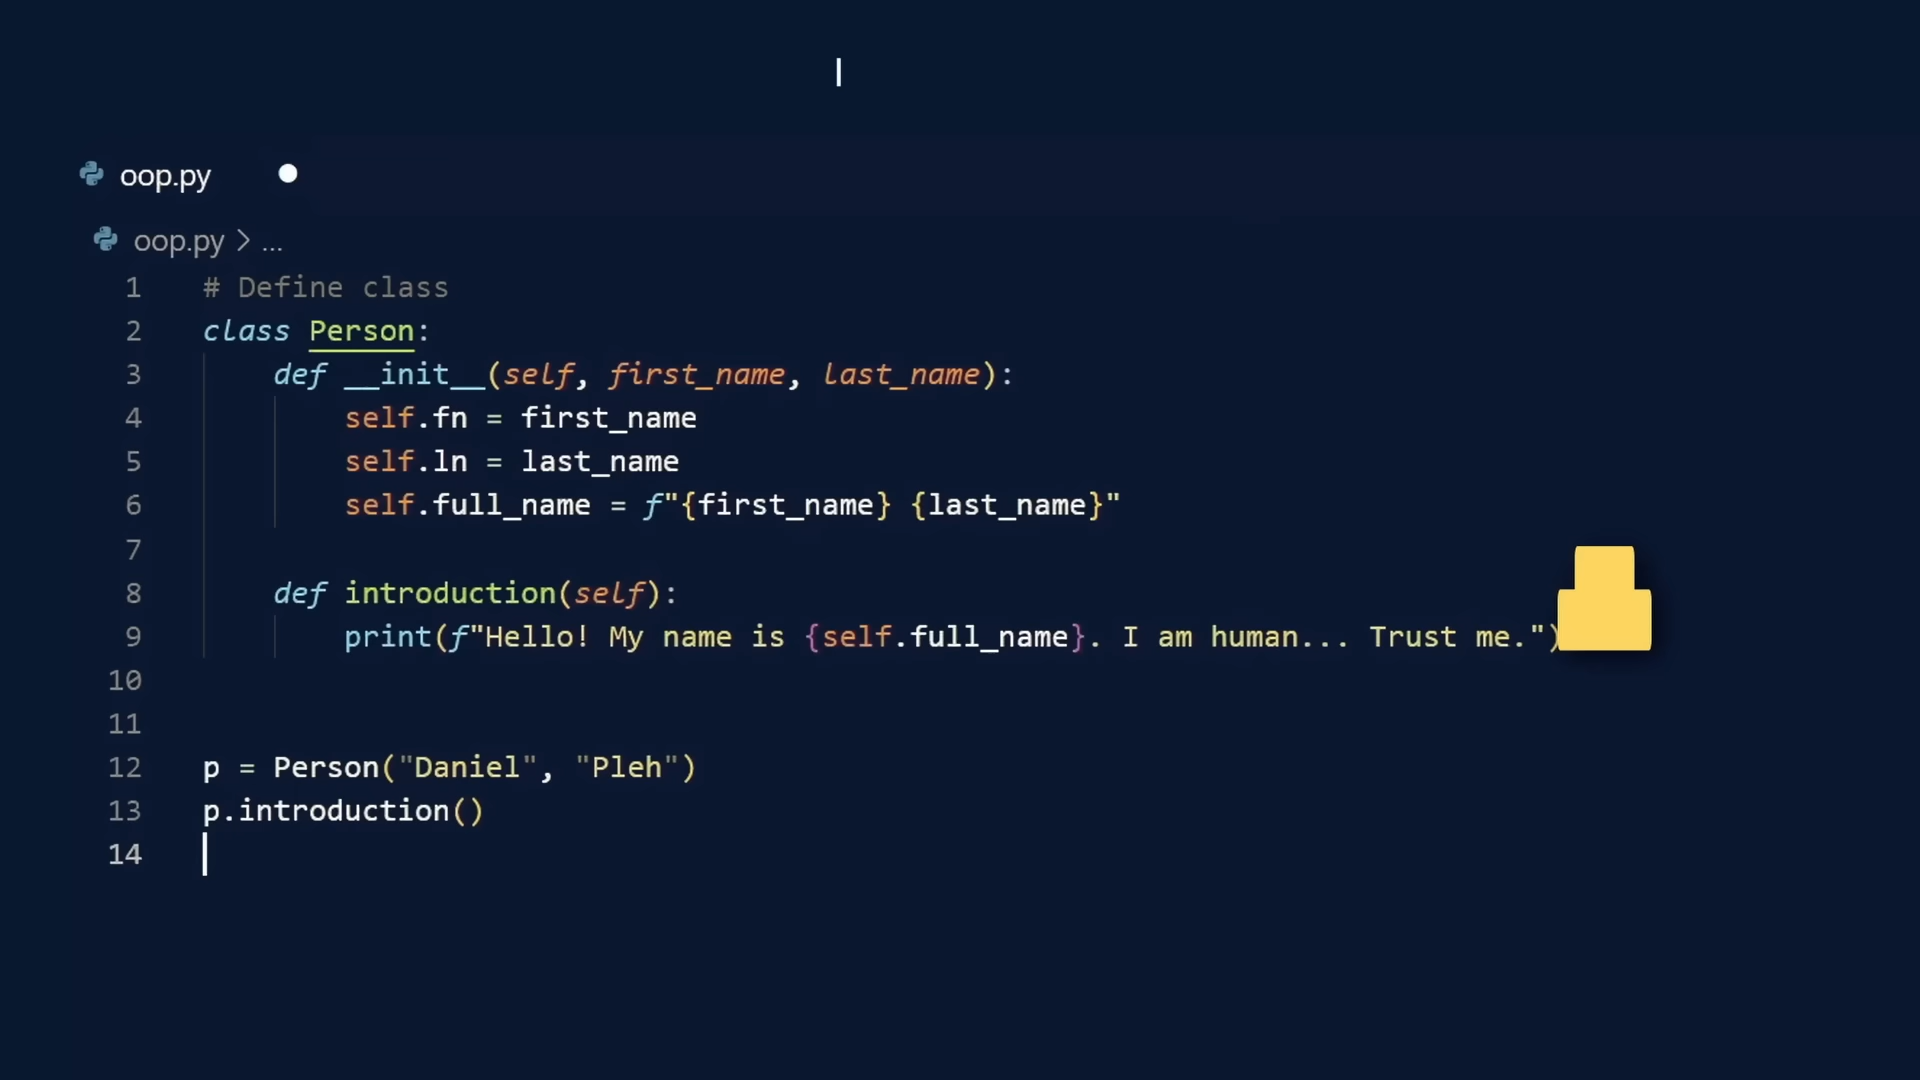 oop.py
oop.py > ...
1 # Define class
2 class Person:
3     def __init__(self, first_name, last_name):
4         self.fn = first_name
5         self.ln = last_name
6         self.full_name = f"{first_name} {last_name}"
7
8     def introduction(self):
9         print(f"Hello! My name is {self.full_name}. I am human... Trust me.")
10
11
12 p = Person("Daniel", "Pleh")
13 p.introduction()
14